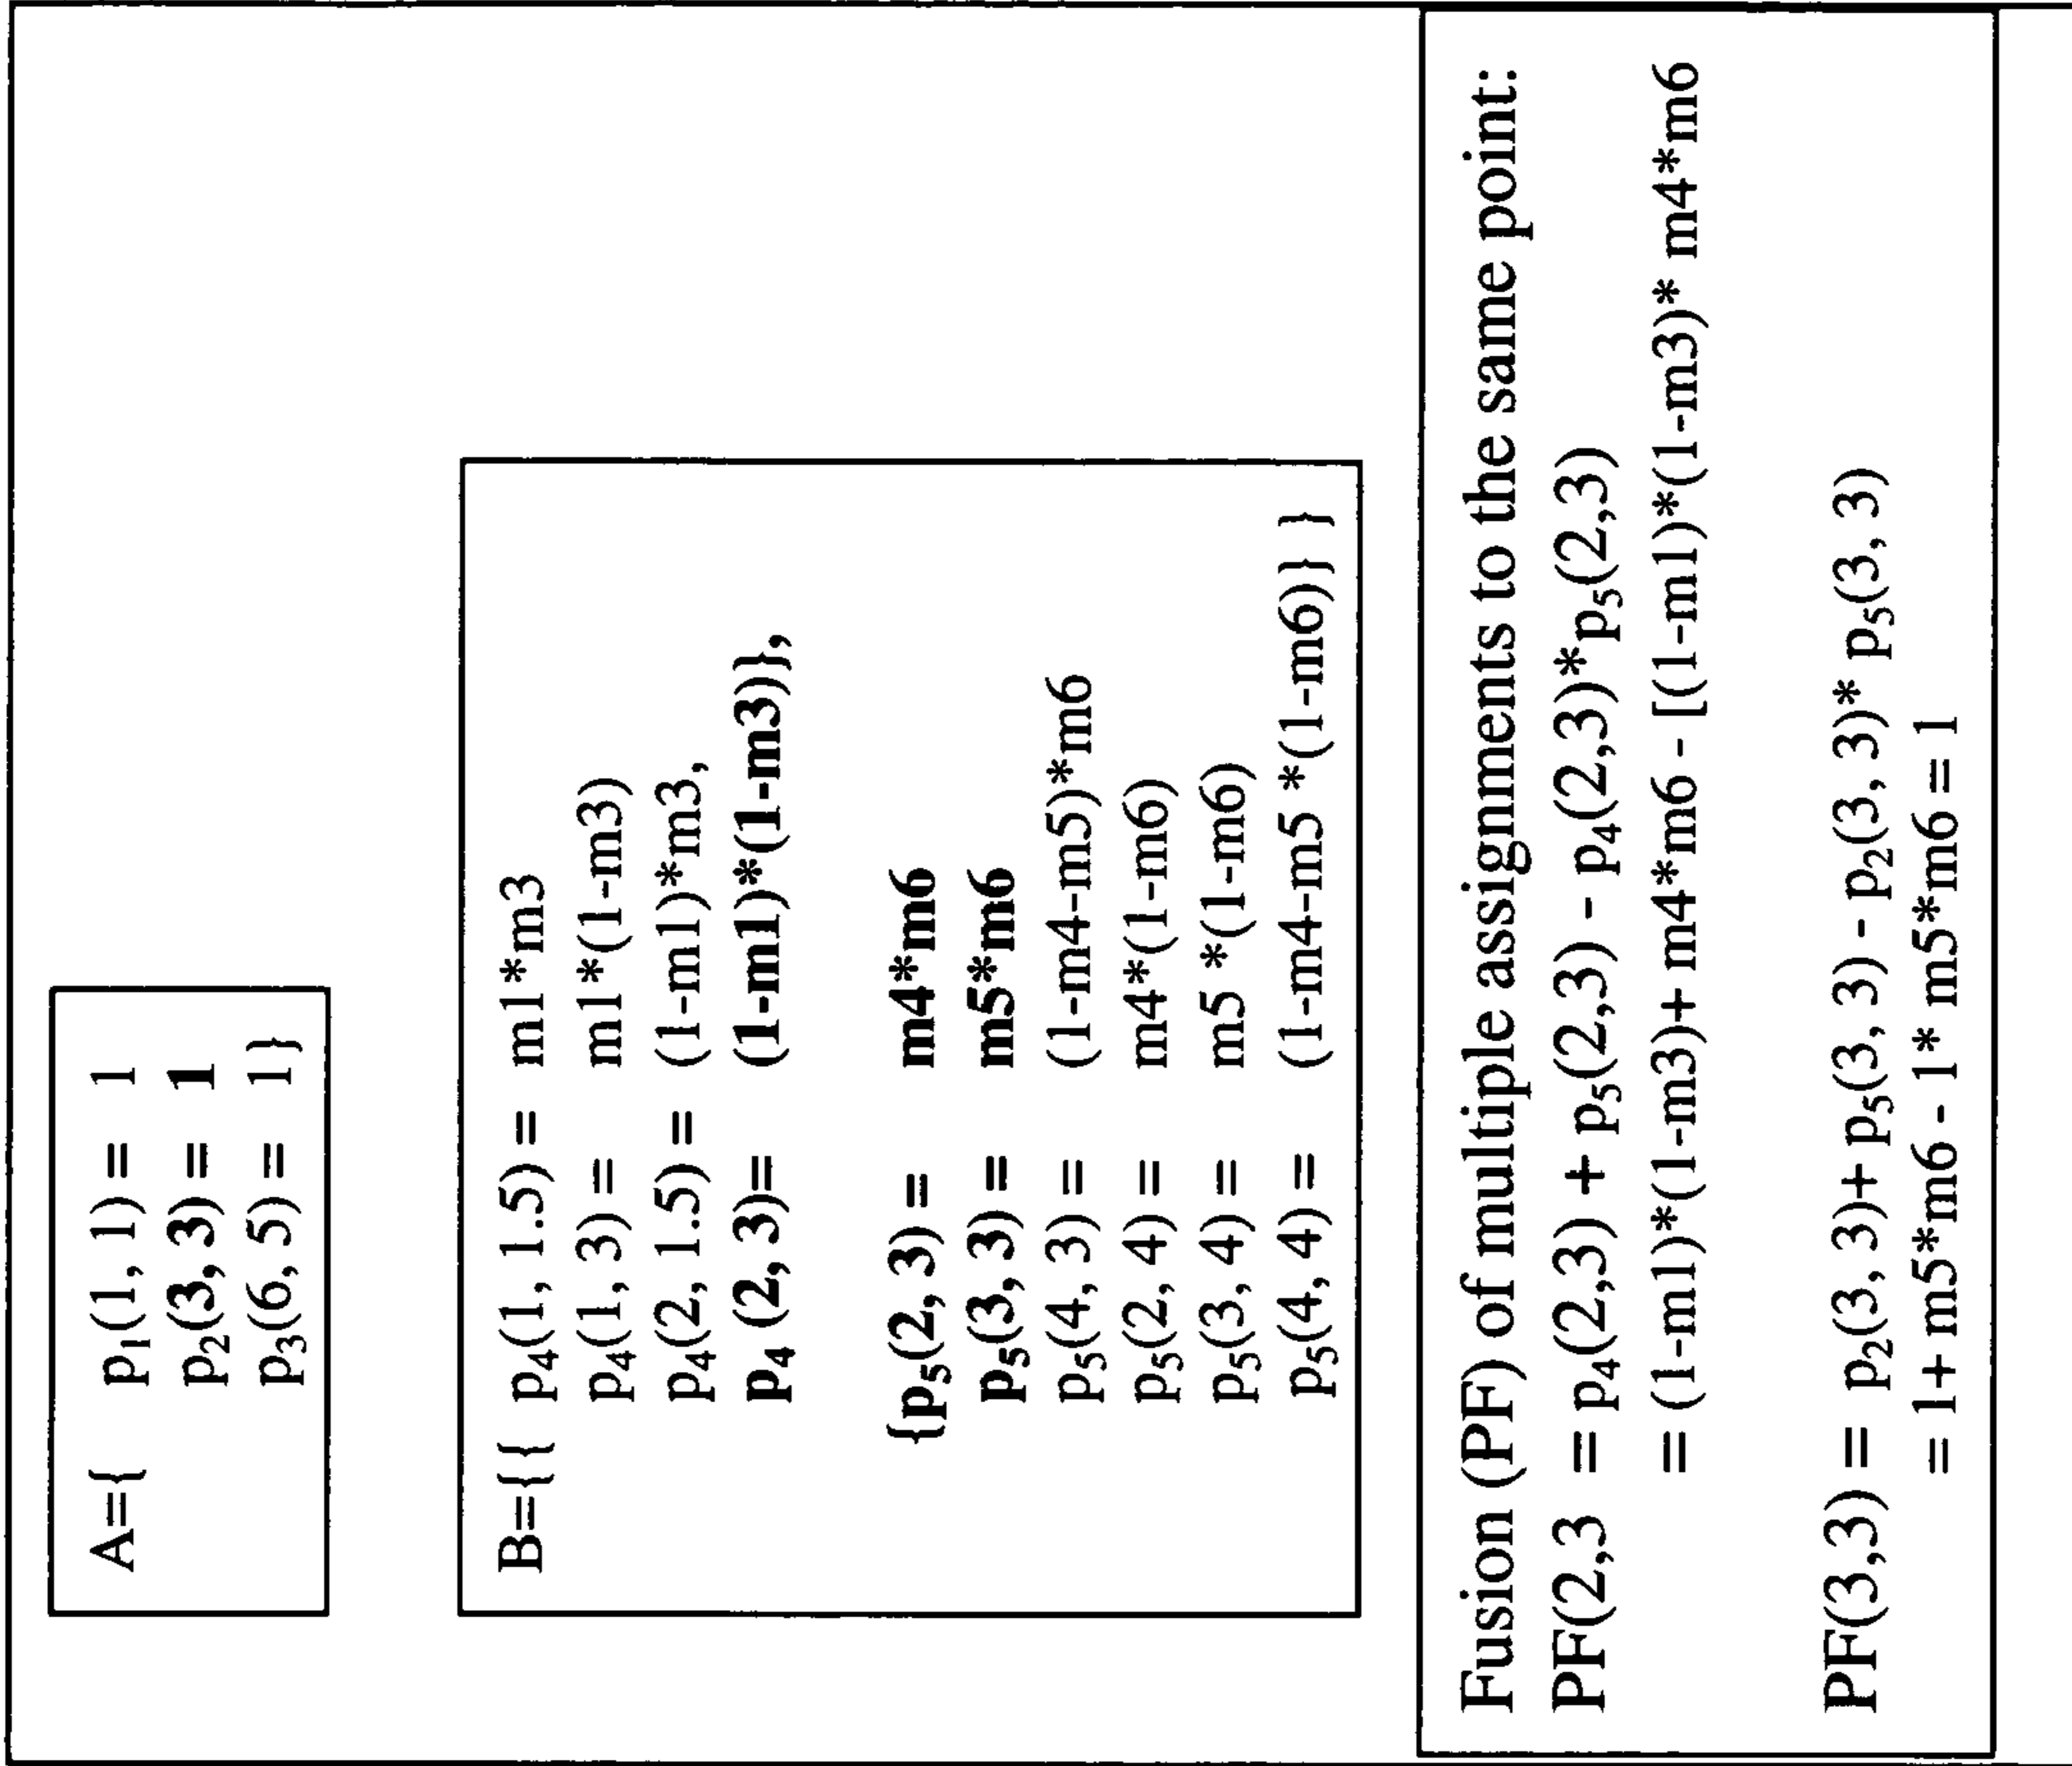 A={ p₁(1, 1) = 1
p₂(3, 3) = 1
p₃(6, 5) = 1}
B={{ p₄(1, 1.5) = m1*m3
p₄(1, 3) = m1*(1-m3)
p₄(2, 1.5) = (1-m1)*m3,
p₄ (2, 3)= (1-m1)*(1-m3)},
{p₅(2, 3) = m4*m6
p₅(3, 3) = m5*m6
p₅(4, 3) = (1-m4-m5)*m6
p₅(2, 4) = m4*(1-m6)
p₅(3, 4) = m5 *(1-m6)
p₅(4, 4) = (1-m4-m5 *(1-m6)} }
Fusion (PF) of multiple assignments to the same point:
PF(2,3 = p₄(2,3) + p₅(2,3) - p₄(2,3)*p₅(2,3)
= (1-m1)*(1-m3)+ m4*m6 - [(1-m1)*(1-m3)* m4*m6
PF(3,3) = p₂(3, 3)+ p₅(3, 3) - p₂(3, 3)* p₅(3, 3)
= 1+ m5*m6 - 1* m5*m6 = 1